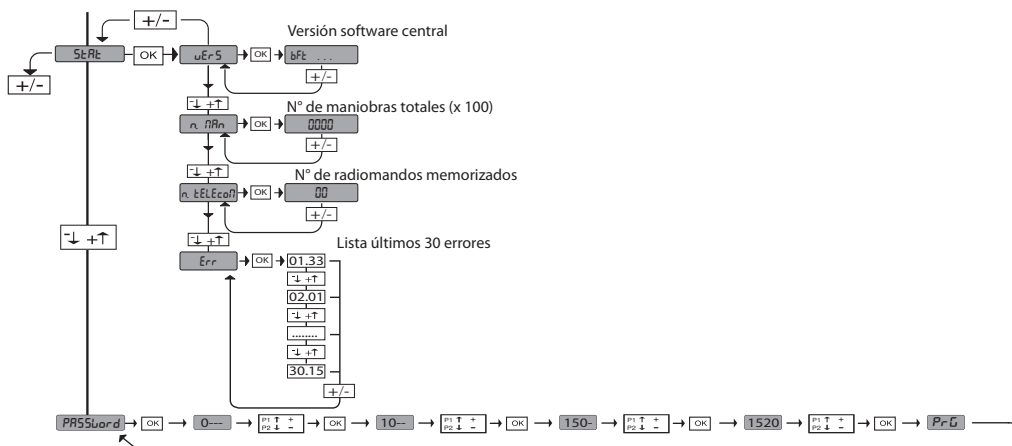 +/-
Versión software central
StAt OK vErS OK bFt ...
+/-
+/-
-↓ +↑
N° de maniobras totales (x 100)
n. MAn OK 0000
+/-
-↓ +↑
N° de radiomandos memorizados
n. tELEcoM OK 00
+/-
-↓ +↑
-↓ +↑
Lista últimos 30 errores
Err OK 01.33
-↓ +↑
02.01
-↓ +↑
........
-↓ +↑
30.15
+/-
PASSword OK 0--- P1 ↑ + P2 ↓ - OK 10-- P1 ↑ + P2 ↓ - OK 150- P1 ↑ + P2 ↓ - OK 1520 P1 ↑ + P2 ↓ - OK PrG